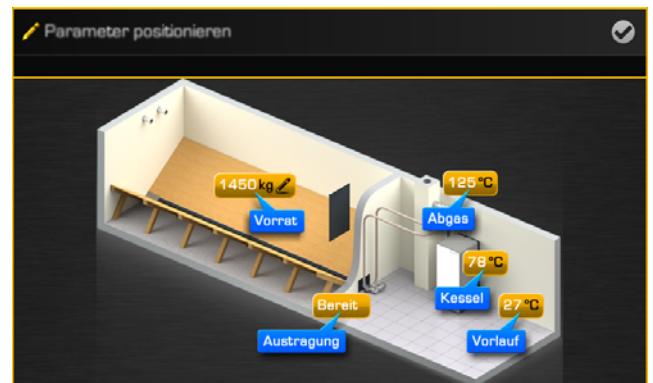 Parameter positionieren
1450 kg
Vorrat
125 °C
Abgas
78 °C
Kessel
Bereit
Austragung
27 °C
Vorlauf